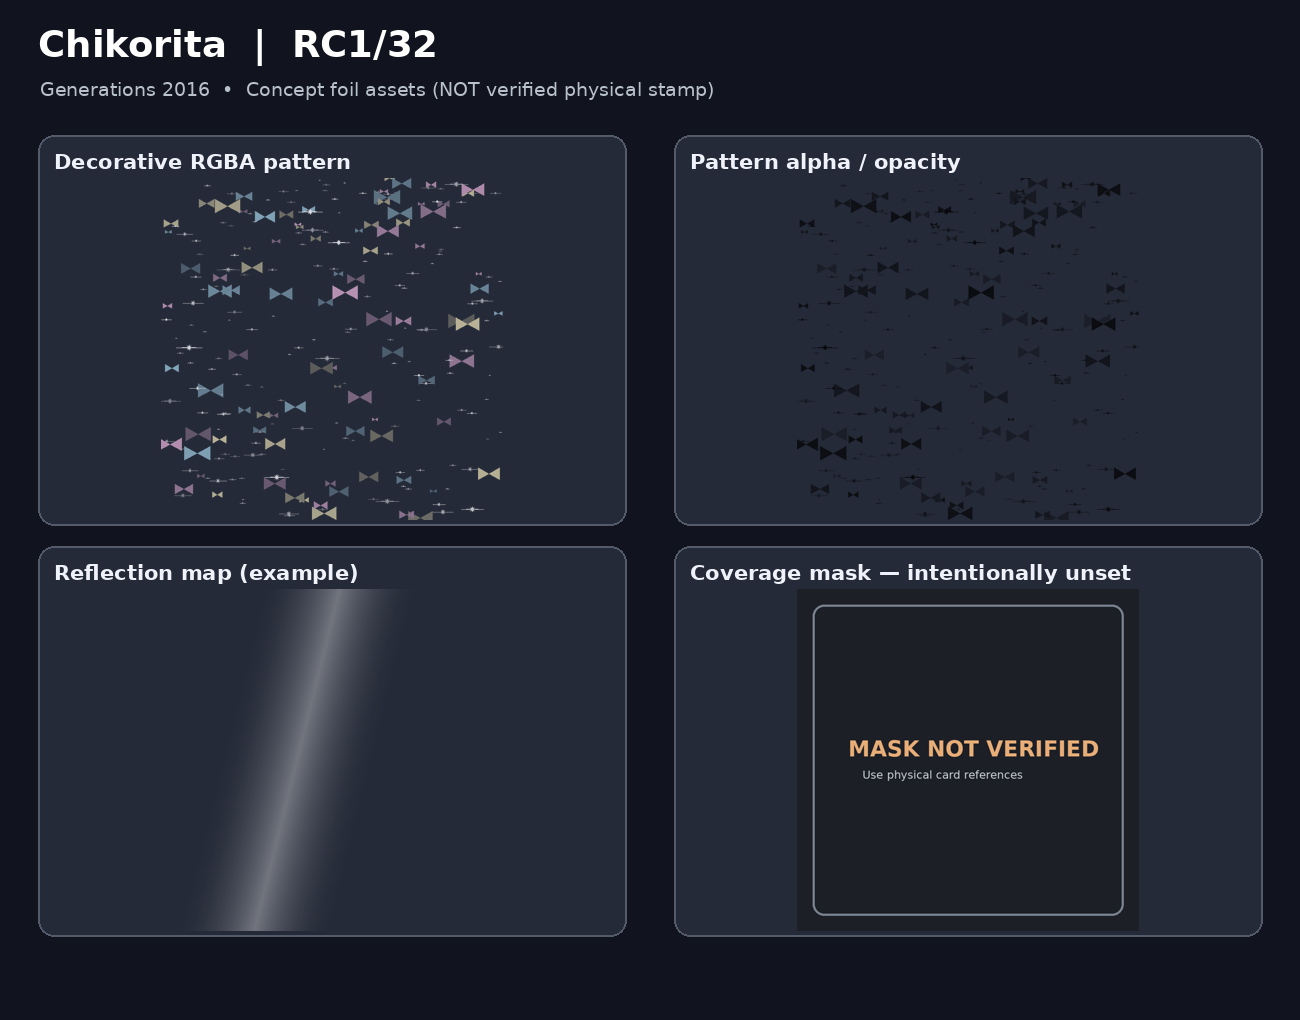 Chikorita | RC1/32
Generations 2016 • Concept foil assets (NOT verified physical stamp)
Decorative RGBA pattern
Pattern alpha / opacity
Reflection map (example)
Coverage mask — intentionally unset
MASK NOT VERIFIED
Use physical card references